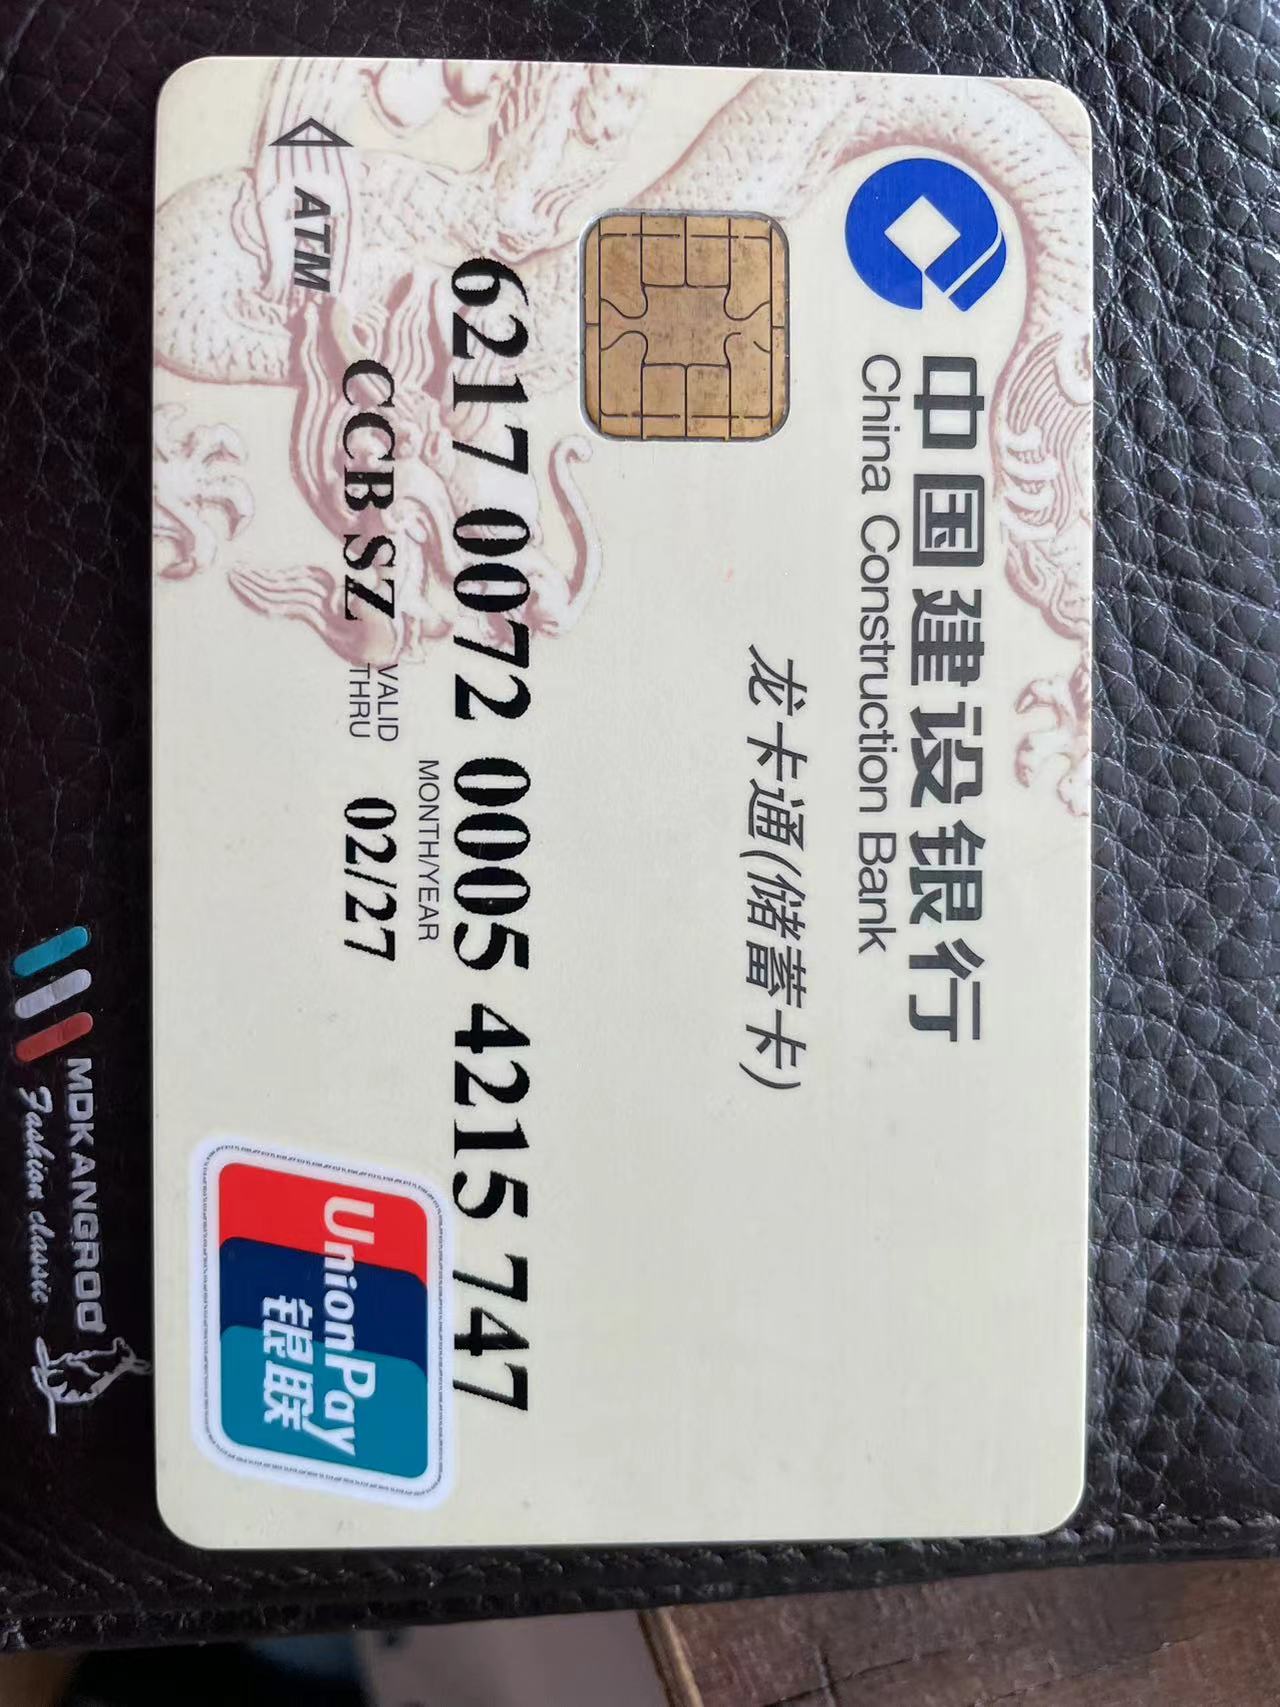 中国建设银行
China Construction Bank
龙卡通(储蓄卡)
6217 0072 0005 4215 747
MONTH/YEAR
ATM
CCB SZ
VALID
THRU
02/27
UnionPay
银联
MDKANGROO
Fashion classic